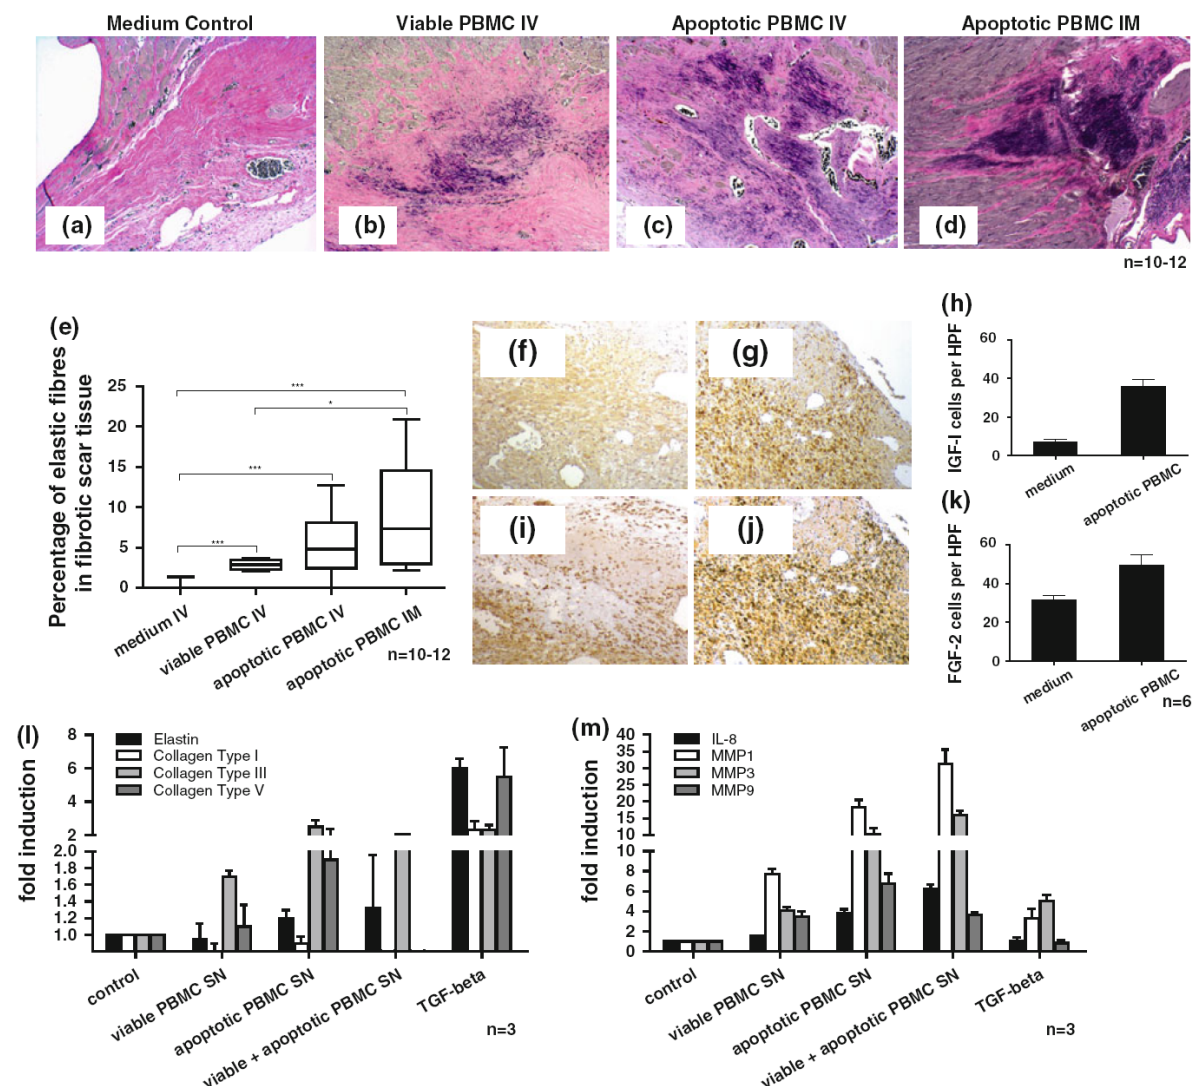 Medium Control
Viable PBMC IV
Apoptotic PBMC IV
Apoptotic PBMC IM
(a)
(b)
(c)
(d)
n=10-12
(e)
Percentage of elastic fibres
in fibrotic scar tissue
25
20
15
10
5
0
***
*
***
***
medium IV
viable PBMC IV
apoptotic PBMC IV
apoptotic PBMC IM
n=10-12
(f)
(g)
(i)
(j)
(h)
IGF-I cells per HPF
60
40
20
0
medium
apoptotic PBMC
(k)
FGF-2 cells per HPF
60
40
20
0
medium
apoptotic PBMC
n=6
(l)
fold induction
8
6
4
2
2.0
1.8
1.6
1.4
1.2
1.0
Elastin
Collagen Type I
Collagen Type III
Collagen Type V
control
viable PBMC SN
apoptotic PBMC SN
viable + apoptotic PBMC SN
TGF-beta
n=3
(m)
fold induction
40
35
30
25
20
15
10
10
8
6
4
2
0
IL-8
MMP1
MMP3
MMP9
control
viable PBMC SN
apoptotic PBMC SN
viable + apoptotic PBMC SN
TGF-beta
n=3